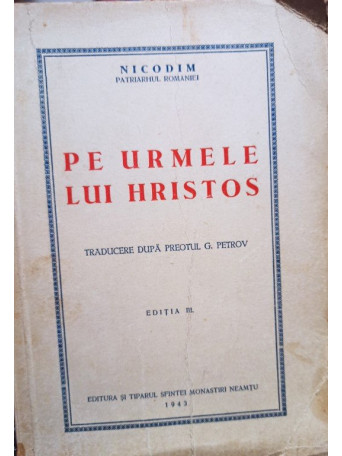 NICODIM
PATRIARHUL ROMANIEI
PE URMELE
LUI HRISTOS
TRADUCERE DUPĂ PREOTUL G. PETROV
EDIȚIA III.
EDITURA ȘI TIPARUL SFINTEI MONASTIRI NEAMȚU
1943